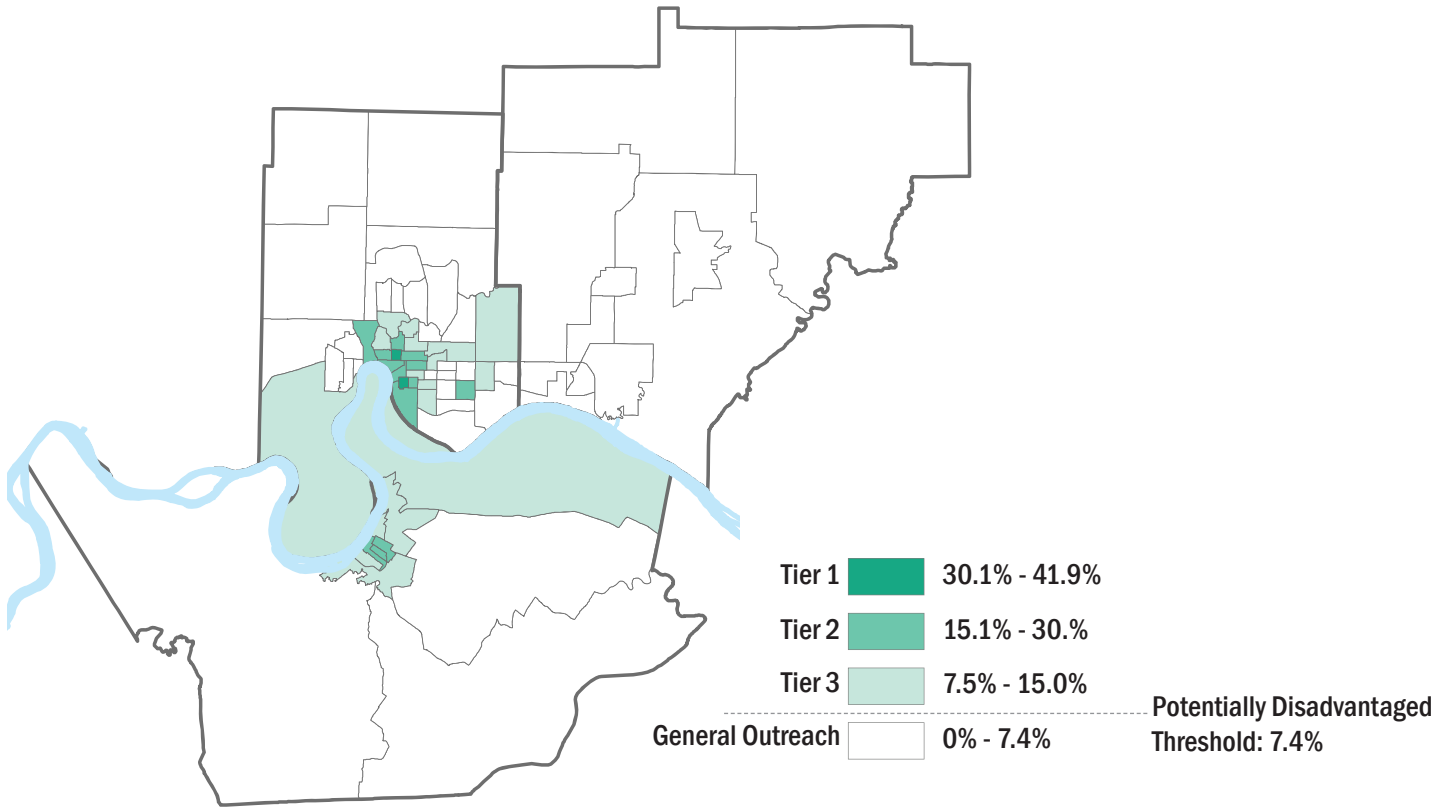 Tier 1 30.1% - 41.9%
Tier 2 15.1% - 30.%
Tier 3 7.5% - 15.0%
Potentially Disadvantaged
Threshold: 7.4%
General Outreach 0% - 7.4%